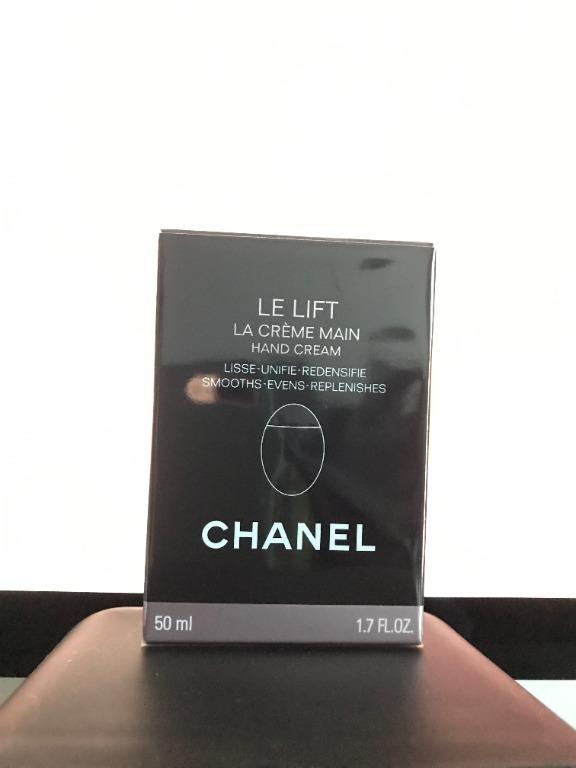 LE LIFT
LA CRÈME MAIN
HAND CREAM
LISSE-UNIFIE-REDENSIFIE
SMOOTHS-EVENS-REPLENISHES
CHANEL
50 ml 1.7 FL.OZ.